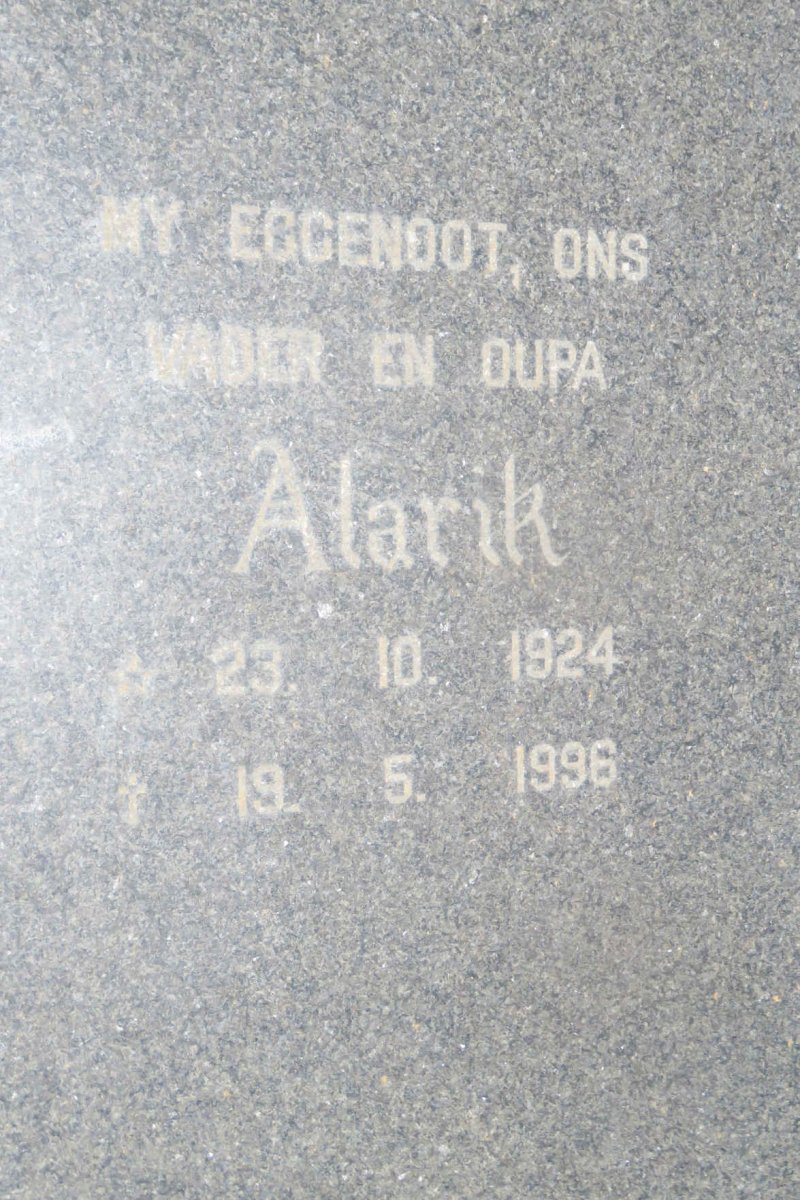 MY EGGENOOT, ONS
VADER EN OUPA
Alarik
☆ 23. 10. 1924
† 19. 5. 1996